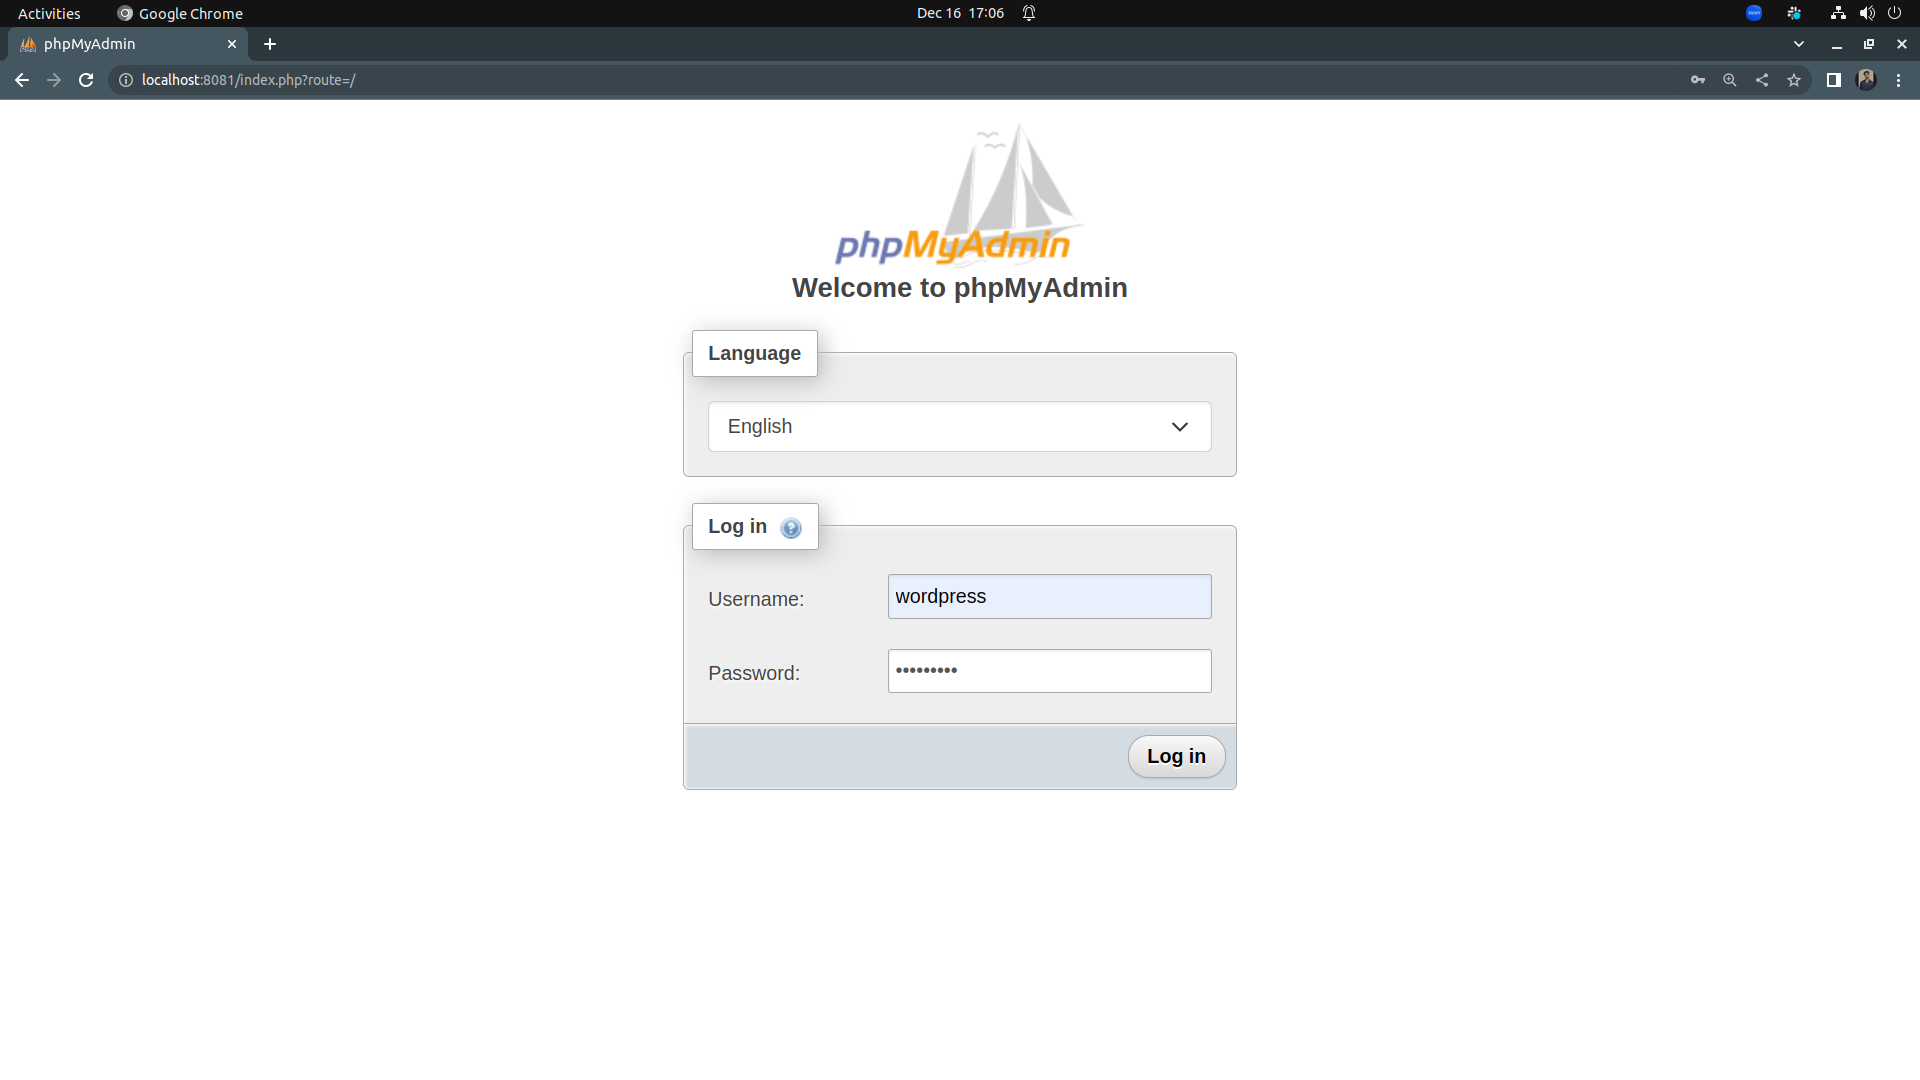 Activities
Google Chrome
Dec 16 17:06
zoom
phpMyAdmin
localhost:8081/index.php?route=/
phpMyAdmin
Welcome to phpMyAdmin
Language
English
Log in
Username:
wordpress
Password:
•••••••••
Log in